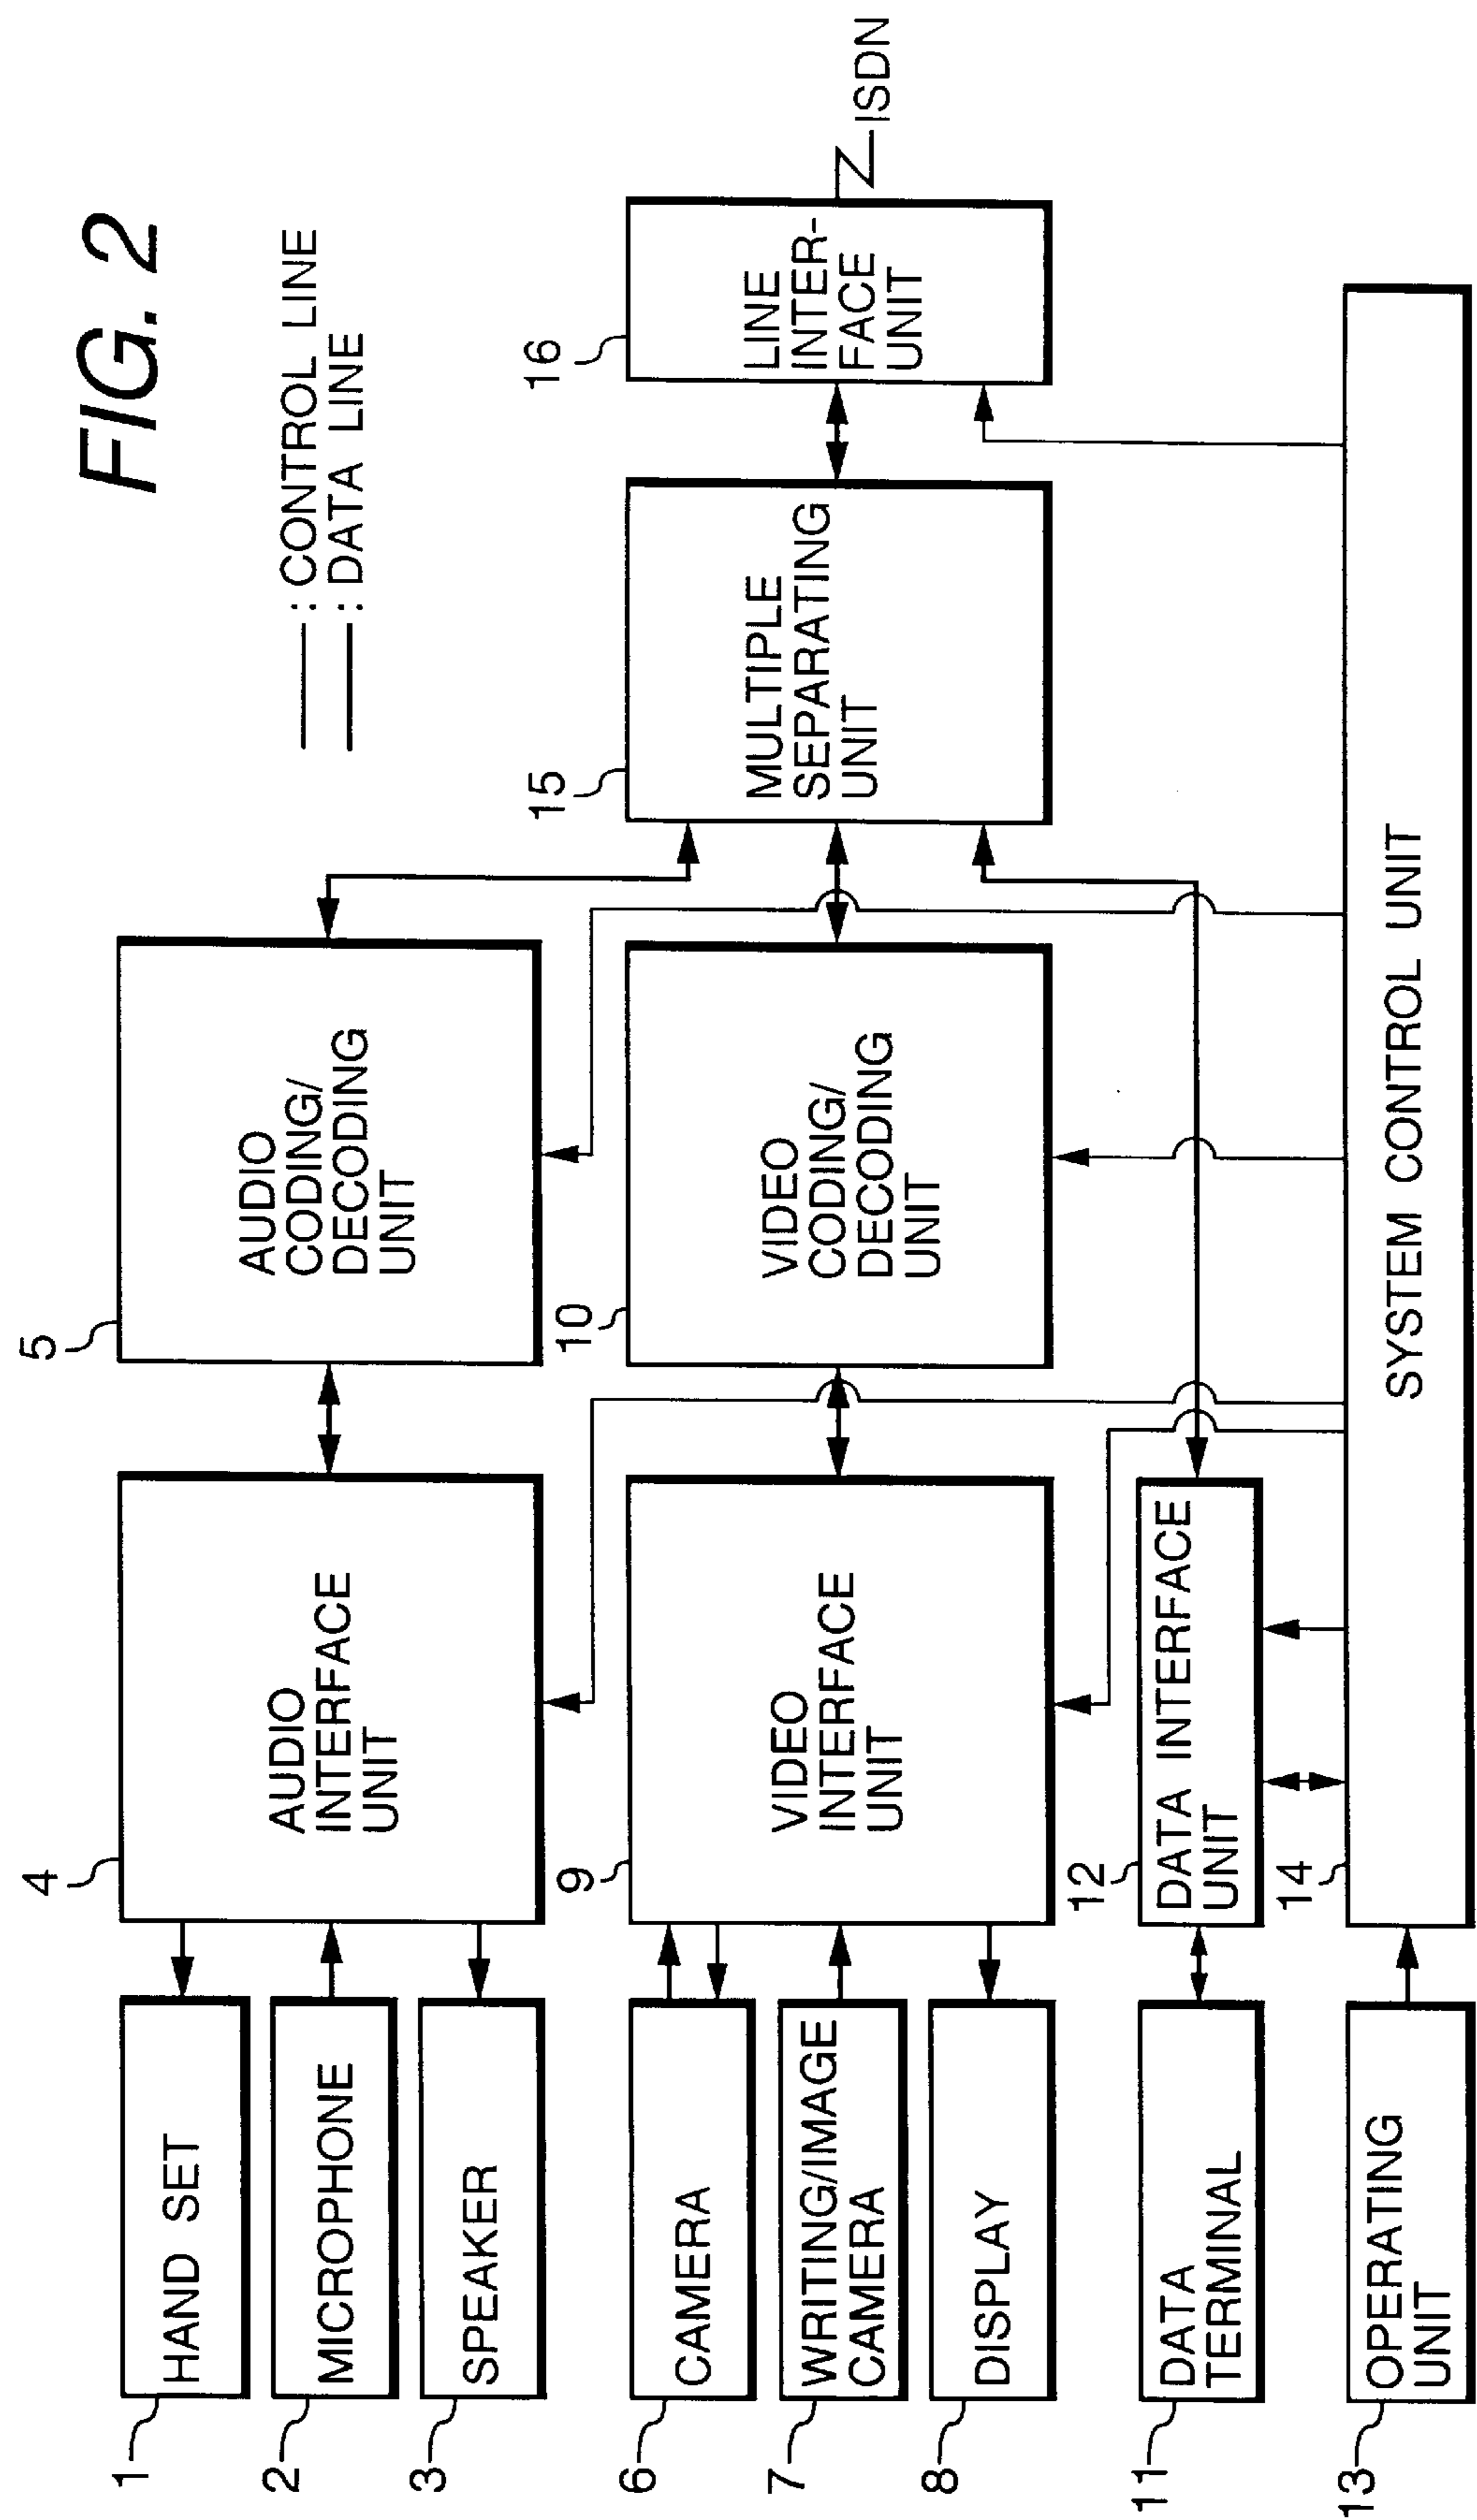 FIG. 2
: CONTROL LINE
: DATA LINE
1
HAND SET
2
MICROPHONE
3
SPEAKER
4
AUDIO
INTERFACE
UNIT
5
AUDIO
CODING/
DECODING
UNIT
6
CAMERA
7
WRITING/IMAGE
CAMERA
8
DISPLAY
9
VIDEO
INTERFACE
UNIT
10
VIDEO
CODING/
DECODING
UNIT
15
MULTIPLE
SEPARATING
UNIT
16
LINE
INTER-
FACE
UNIT
ISDN
11
DATA
TERMINAL
12
DATA INTERFACE
UNIT
13
OPERATING
UNIT
14
SYSTEM CONTROL UNIT